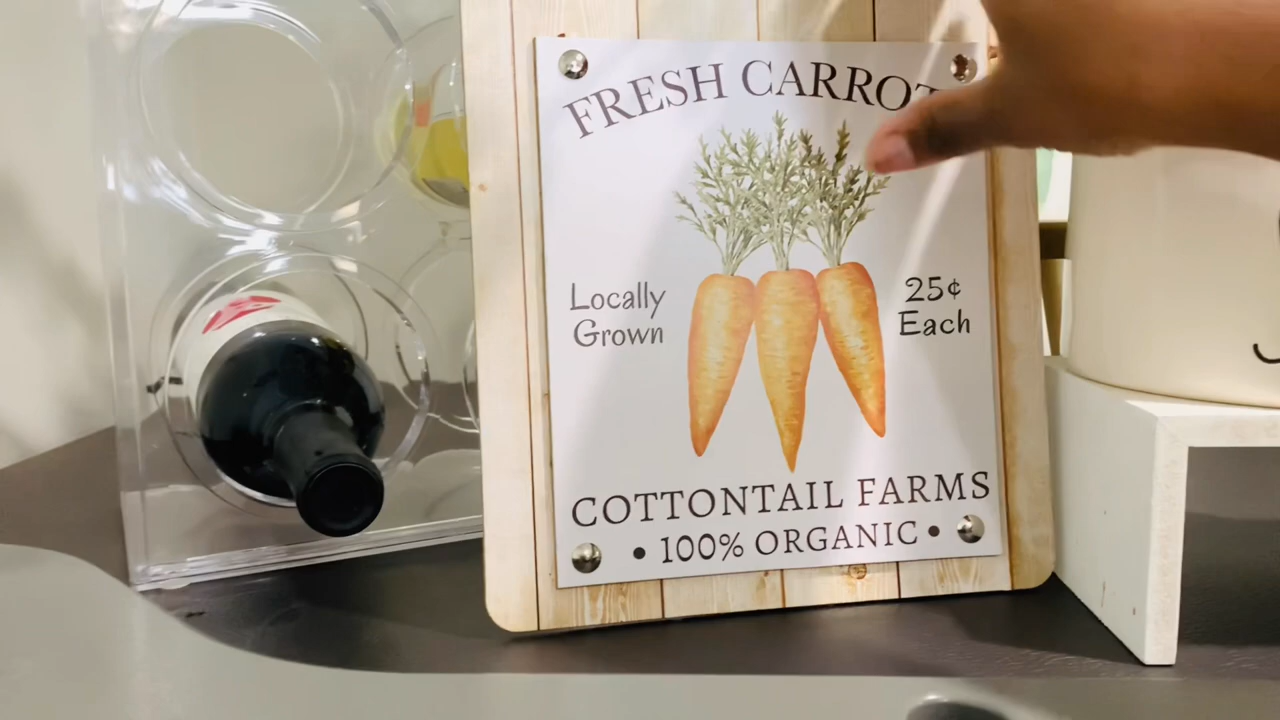 FRESH CARROT
Locally
Grown
25¢
Each
COTTONTAIL FARMS
• 100% ORGANIC •